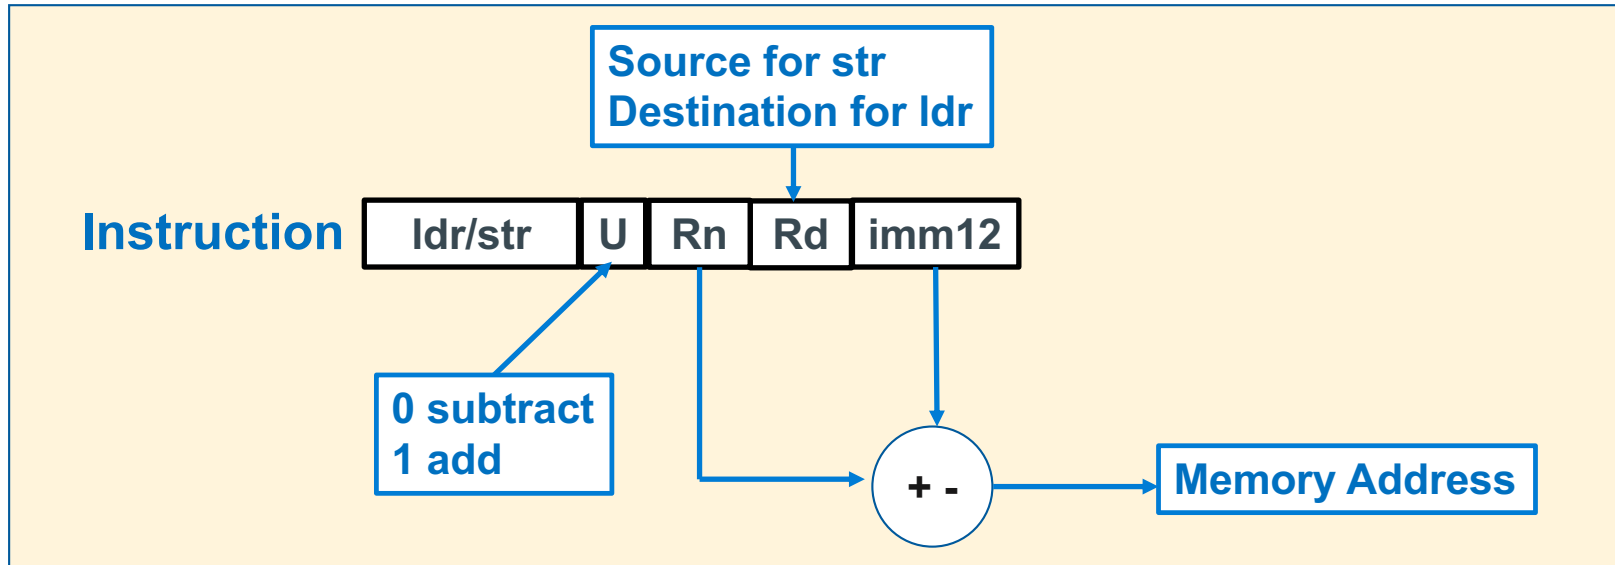 Source for str
Destination for ldr
Instruction
ldr/str U Rn Rd imm12
0 subtract
1 add
+ -
Memory Address